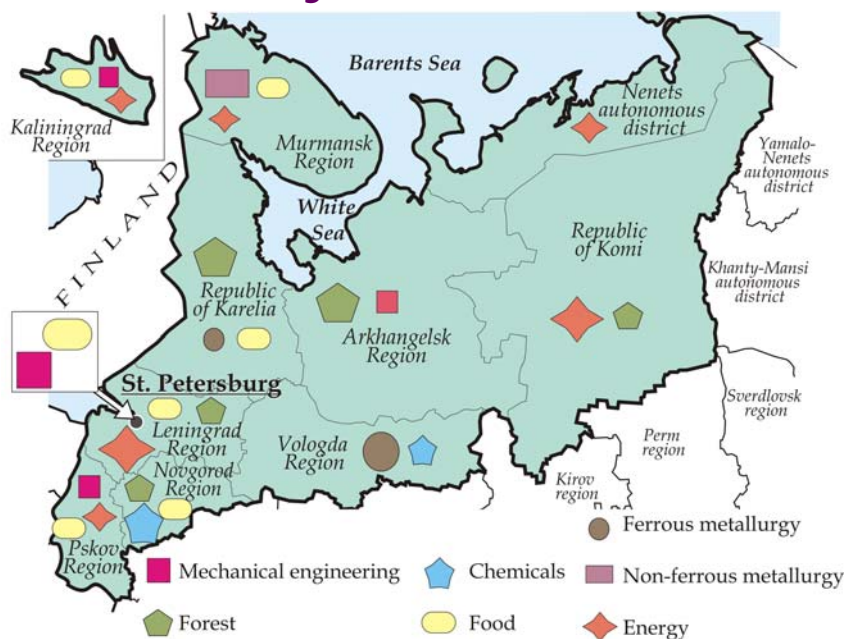 Barents Sea
Kaliningrad
Region
Murmansk
Region
Nenets
autonomous
district
Yamalo-
Nenets
autonomous
district
FINLAND
White
Sea
Republic
of Komi
Khanty-Mansi
autonomous
district
Republic
of Karelia
Arkhangelsk
Region
St. Petersburg
Leningrad
Region
Vologda
Region
Novgorod
Region
Pskov
Region
Sverdlovsk
region
Perm
region
Kirov
region
Ferrous metallurgy
Mechanical engineering
Chemicals
Non-ferrous metallurgy
Forest
Food
Energy